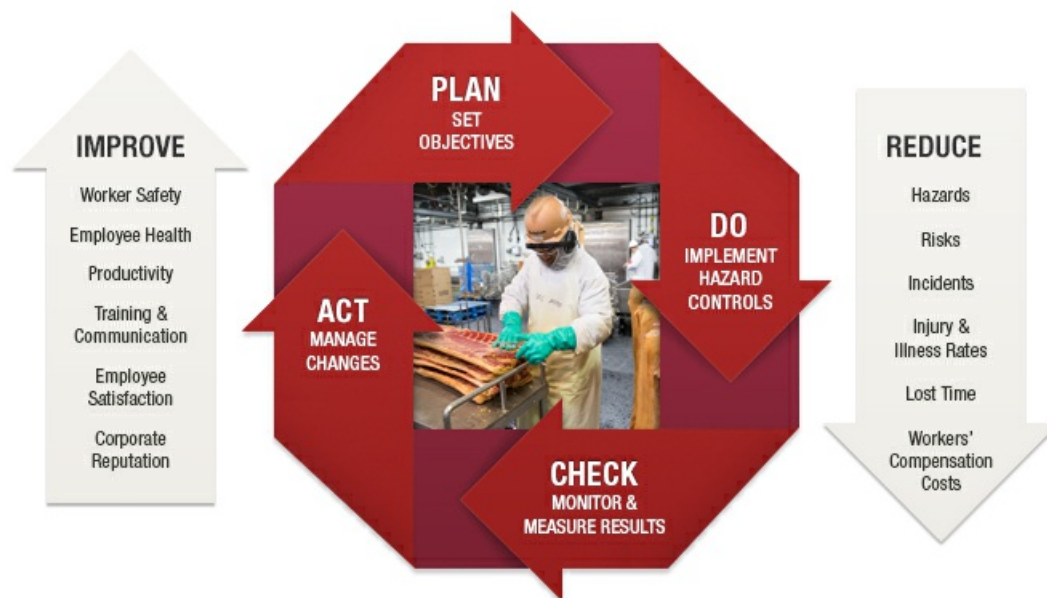 IMPROVE
Worker Safety
Employee Health
Productivity
Training &
Communication
Employee
Satisfaction
Corporate
Reputation
PLAN
SET
OBJECTIVES
DO
IMPLEMENT
HAZARD
CONTROLS
CHECK
MONITOR &
MEASURE RESULTS
ACT
MANAGE
CHANGES
REDUCE
Hazards
Risks
Incidents
Injury &
Illness Rates
Lost Time
Workers'
Compensation
Costs